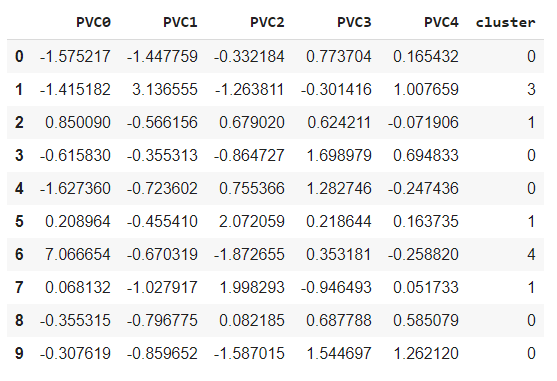 PVC0 PVC1 PVC2 PVC3 PVC4 cluster
0 -1.575217 -1.447759 -0.332184 0.773704 0.165432 0
1 -1.415182 3.136555 -1.263811 -0.301416 1.007659 3
2 0.850090 -0.566156 0.679020 0.624211 -0.071906 1
3 -0.615830 -0.355313 -0.864727 1.698979 0.694833 0
4 -1.627360 -0.723602 0.755366 1.282746 -0.247436 0
5 0.208964 -0.455410 2.072059 0.218644 0.163735 1
6 7.066654 -0.670319 -1.872655 0.353181 -0.258820 4
7 0.068132 -1.027917 1.998293 -0.946493 0.051733 1
8 -0.355315 -0.796775 0.082185 0.687788 0.585079 0
9 -0.307619 -0.859652 -1.587015 1.544697 1.262120 0